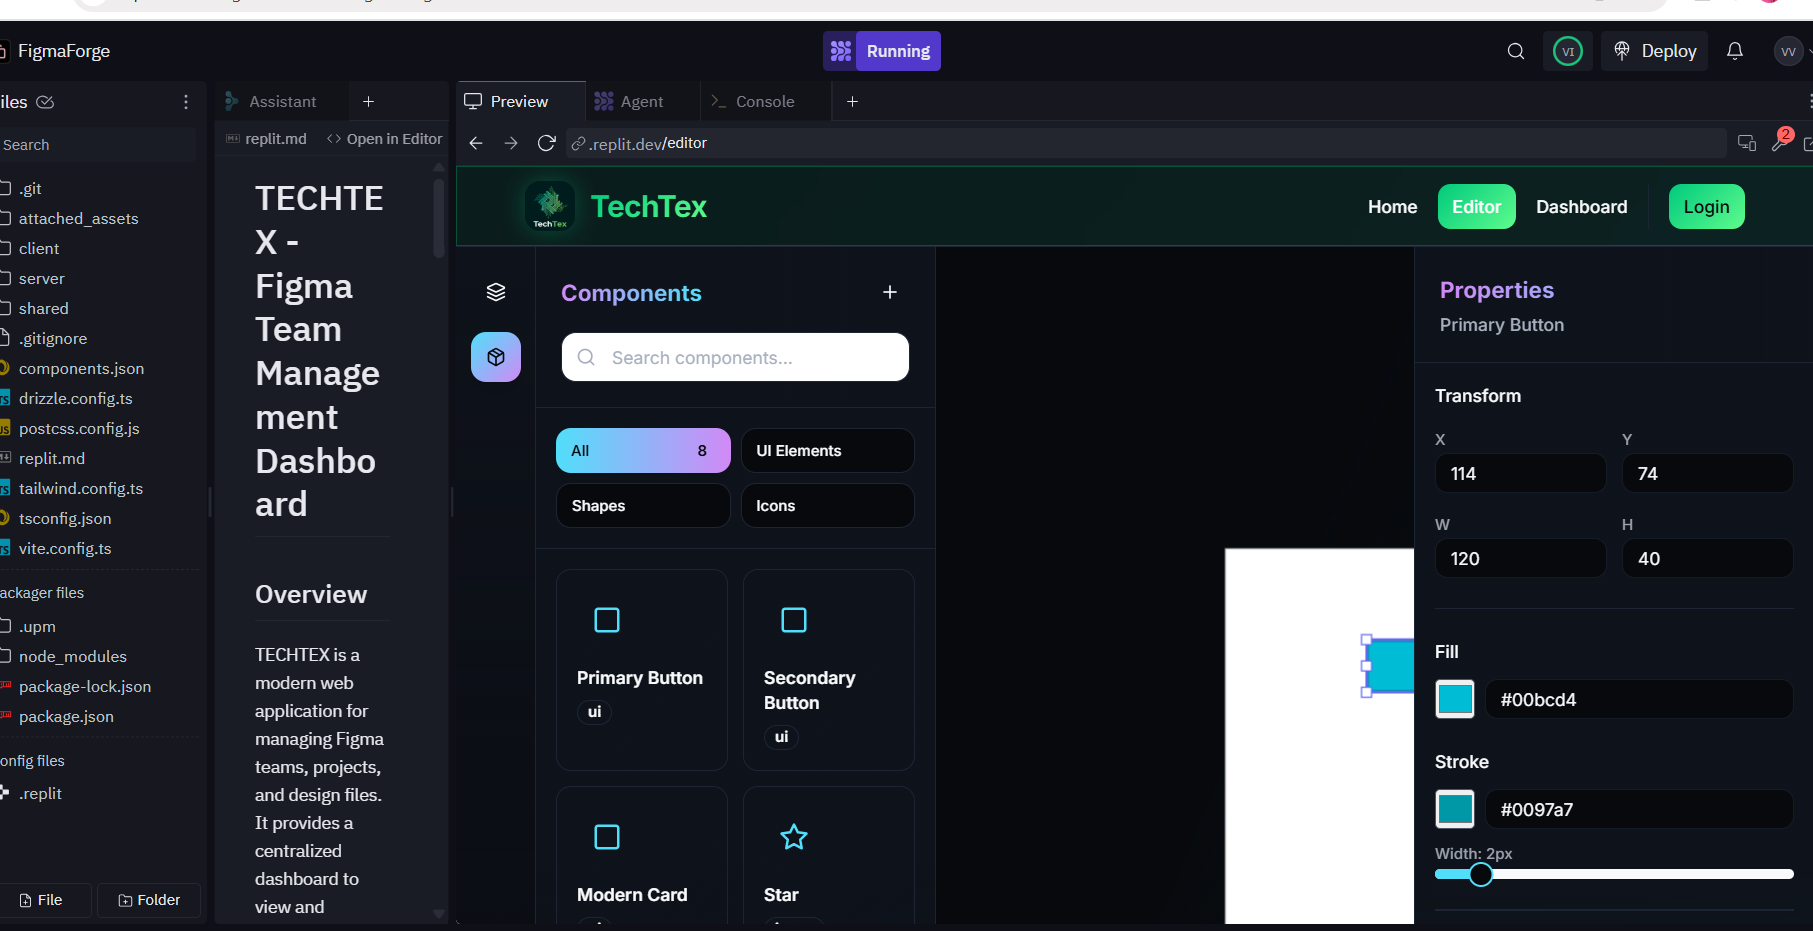 FigmaForge
Running
VI
Deploy
VV
iles
Assistant
Preview
Agent
Console
Search
replit.md
Open in Editor
.replit.dev/editor
2
.git
attached_assets
client
server
shared
.gitignore
components.json
drizzle.config.ts
postcss.config.js
replit.md
tailwind.config.ts
tsconfig.json
vite.config.ts
ackager files
.upm
node_modules
package-lock.json
package.json
onfig files
.replit
File
Folder
TECHTE
X -
Figma
Team
Manage
ment
Dashbo
ard
Overview
TECHTEX is a
modern web
application for
managing Figma
teams, projects,
and design files.
It provides a
centralized
dashboard to
view and
TechTex
TechTex
Home
Editor
Dashboard
Login
Components
Search components...
All 8
UI Elements
Shapes
Icons
Primary Button
ui
Secondary
Button
ui
Modern Card
Star
Properties
Primary Button
Transform
X
Y
114
74
W
H
120
40
Fill
#00bcd4
Stroke
#0097a7
Width: 2px